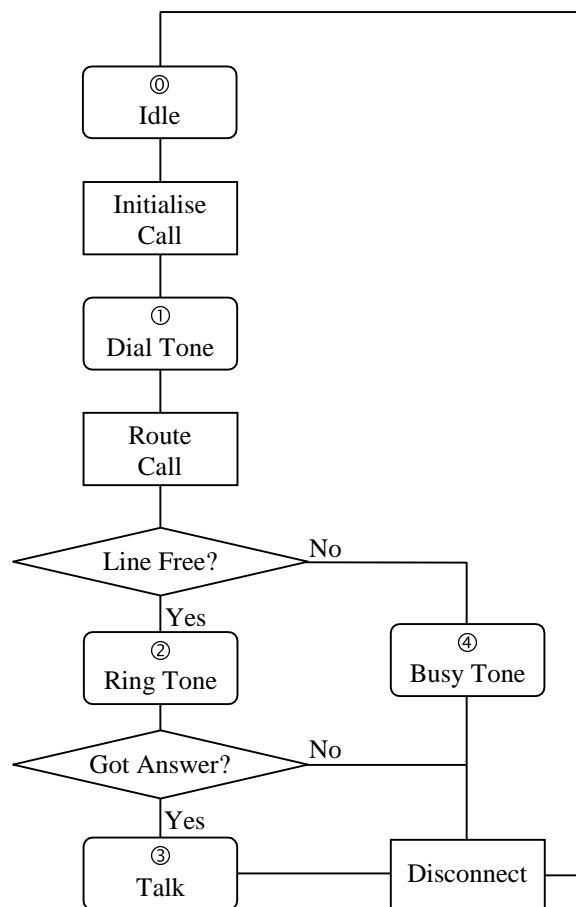 ⓪
Idle
Initialise
Call
①
Dial Tone
Route
Call
Line Free?
No
Yes
②
Ring Tone
④
Busy Tone
Got Answer?
No
Yes
③
Talk
Disconnect